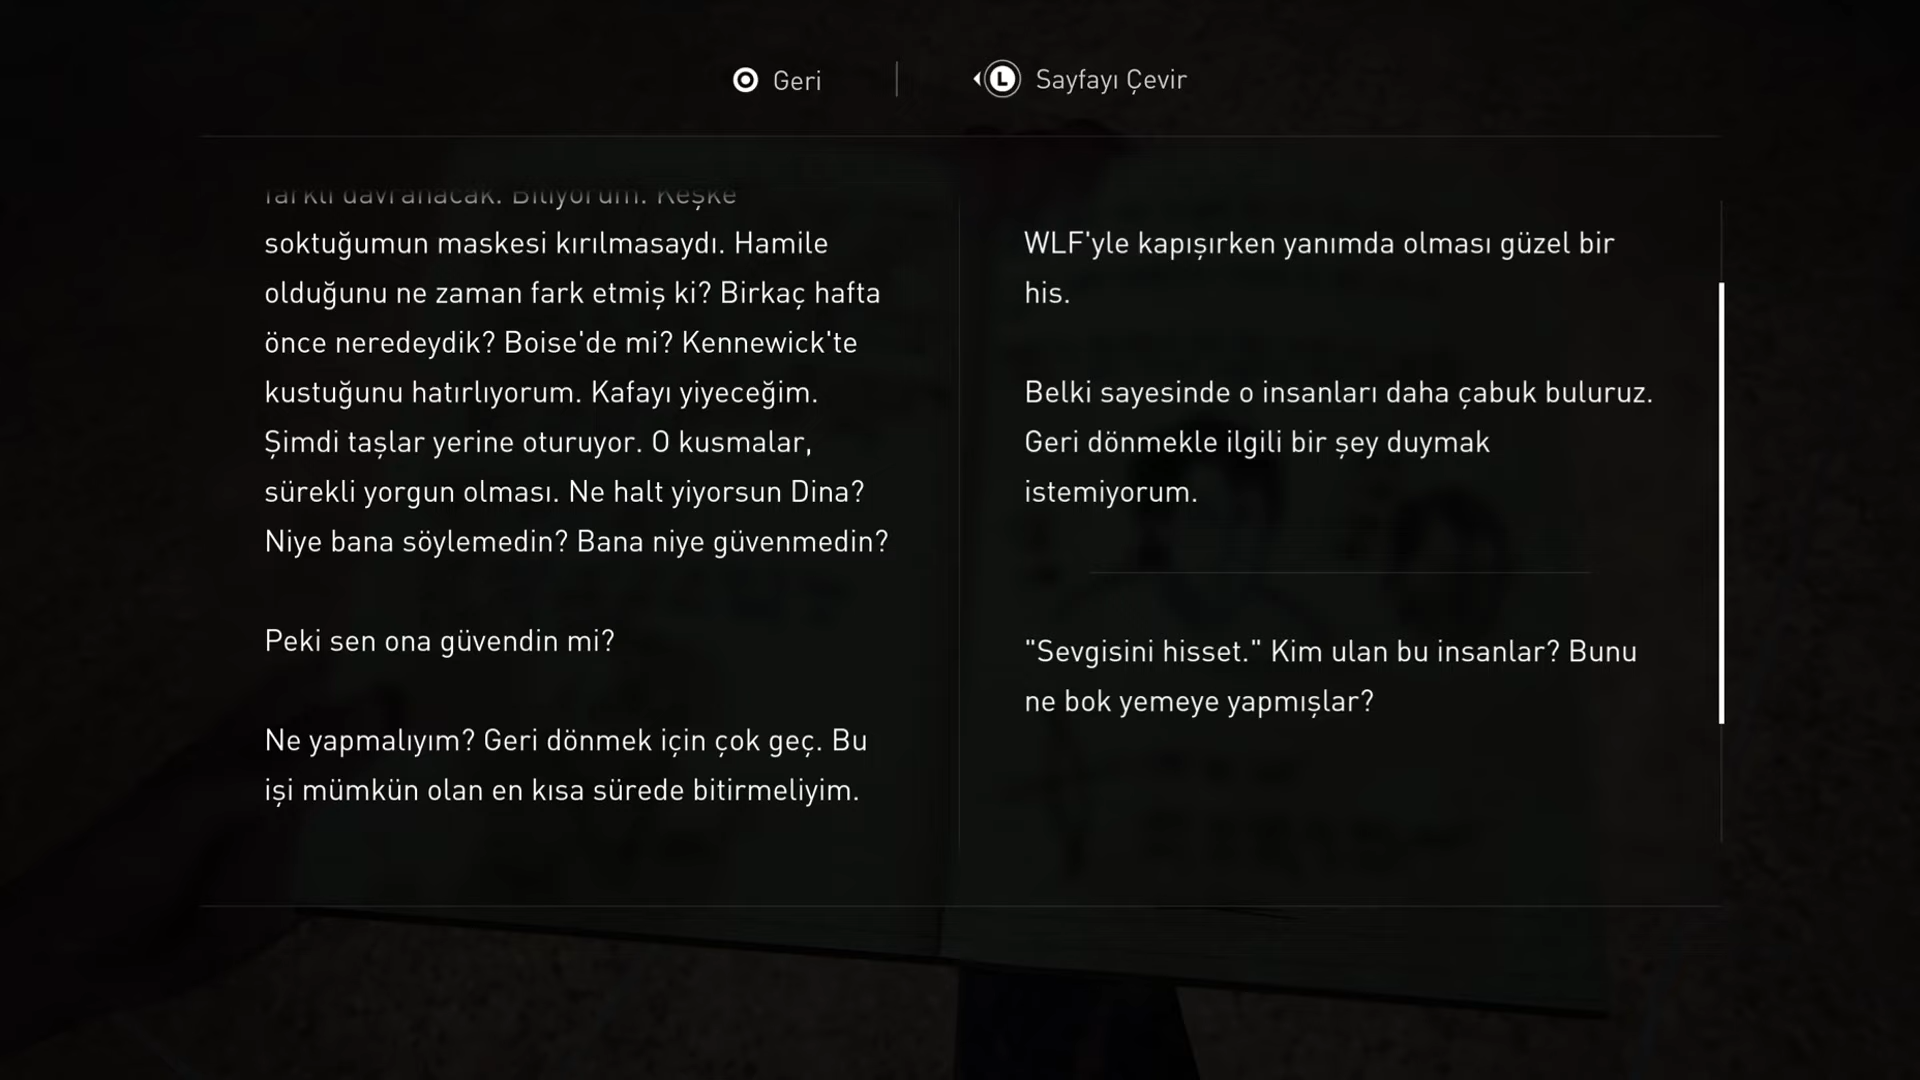 Geri
Sayfayı Çevir
farklı davranacak. Biliyorum. Keşke
soktuğumun maskesi kırılmasaydı. Hamile
olduğunu ne zaman fark etmiş ki? Birkaç hafta
önce neredeydik? Boise'de mi? Kennewick'te
kustuğunu hatırlıyorum. Kafayı yiyeceğim.
Şimdi taşlar yerine oturuyor. O kusmalar,
sürekli yorgun olması. Ne halt yiyorsun Dina?
Niye bana söylemedin? Bana niye güvenmedin?
Peki sen ona güvendin mi?
Ne yapmalıyım? Geri dönmek için çok geç. Bu
işi mümkün olan en kısa sürede bitirmeliyim.
WLF'yle kapışırken yanımda olması güzel bir
his.
Belki sayesinde o insanları daha çabuk buluruz.
Geri dönmekle ilgili bir şey duymak
istemiyorum.
"Sevgisini hisset." Kim ulan bu insanlar? Bunu
ne bok yemeye yapmışlar?